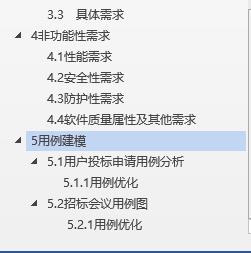 3.3 具体需求
4非功能性需求
4.1性能需求
4.2安全性需求
4.3防护性需求
4.4软件质量属性及其他需求
5用例建模
5.1用户投标申请用例分析
5.1.1用例优化
5.2招标会议用例图
5.2.1用例优化